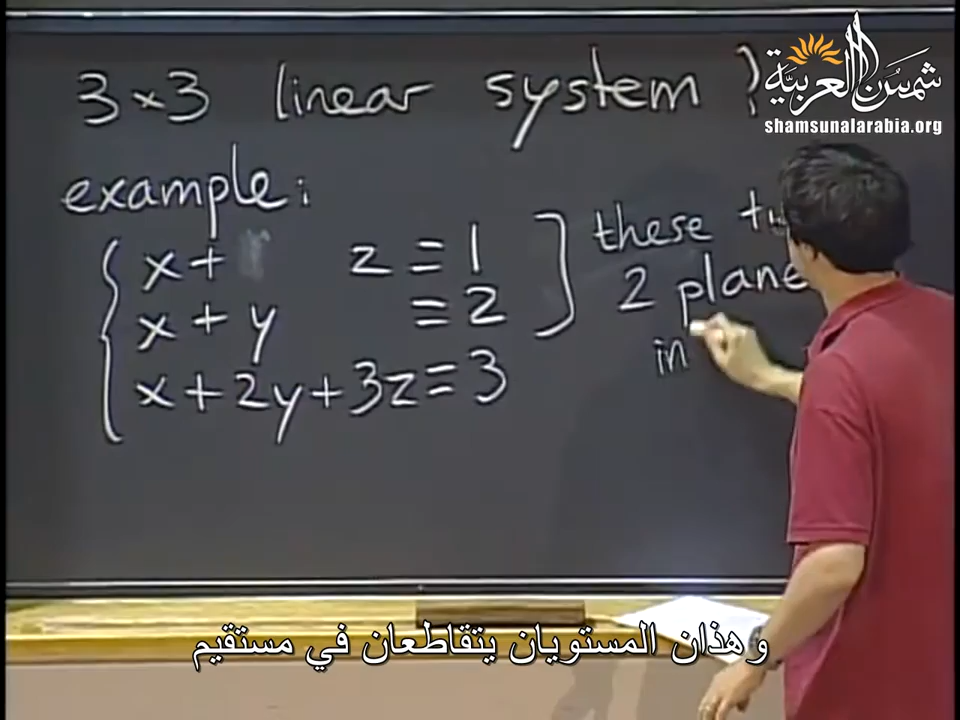 3×3 linear system ?
شمس العربية
shamsunalarabia.org
example:
x + z = 1
x + y = 2
x + 2y + 3z = 3
these
2 plane
in
وهذان المستويان يتقاطعان في مستقيم